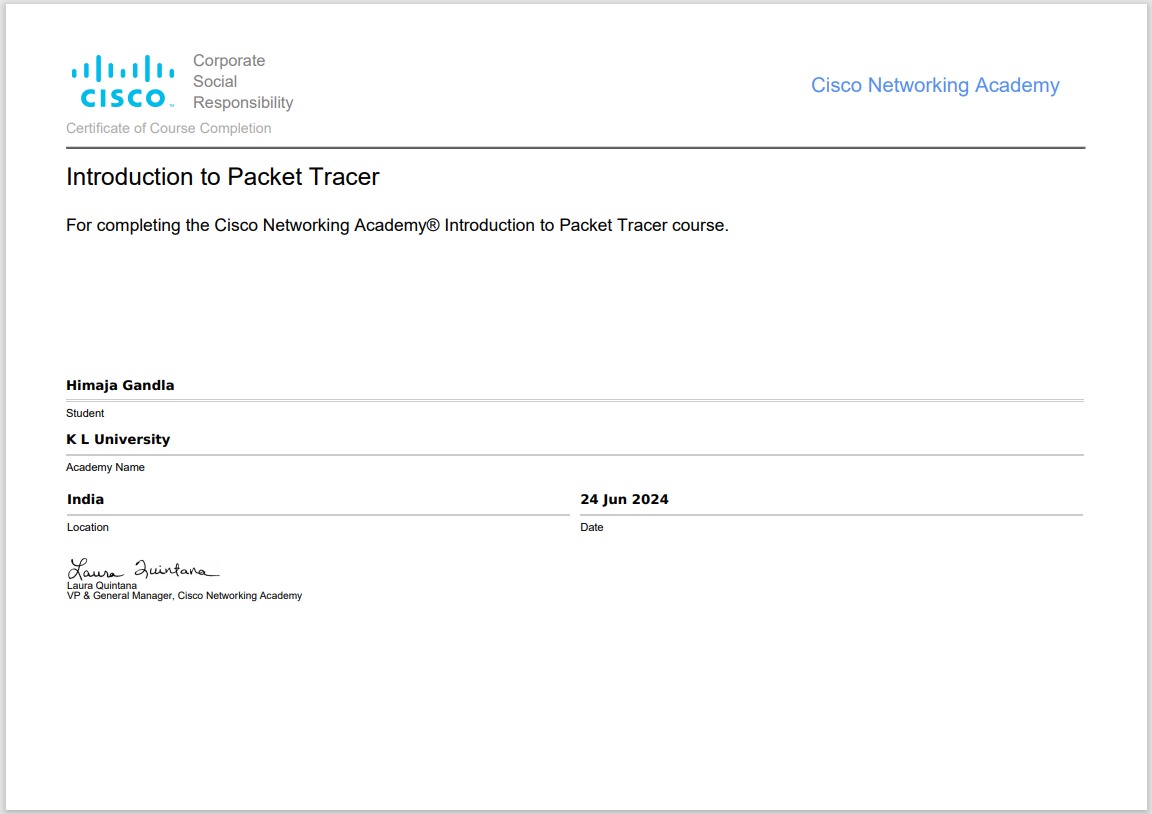 Corporate
Social
Responsibility
CISCO™
Cisco Networking Academy
Certificate of Course Completion
Introduction to Packet Tracer
For completing the Cisco Networking Academy® Introduction to Packet Tracer course.
Himaja Gandla
Student
K L University
Academy Name
India
24 Jun 2024
Location
Date
Laura Quintana
Laura Quintana
VP & General Manager, Cisco Networking Academy